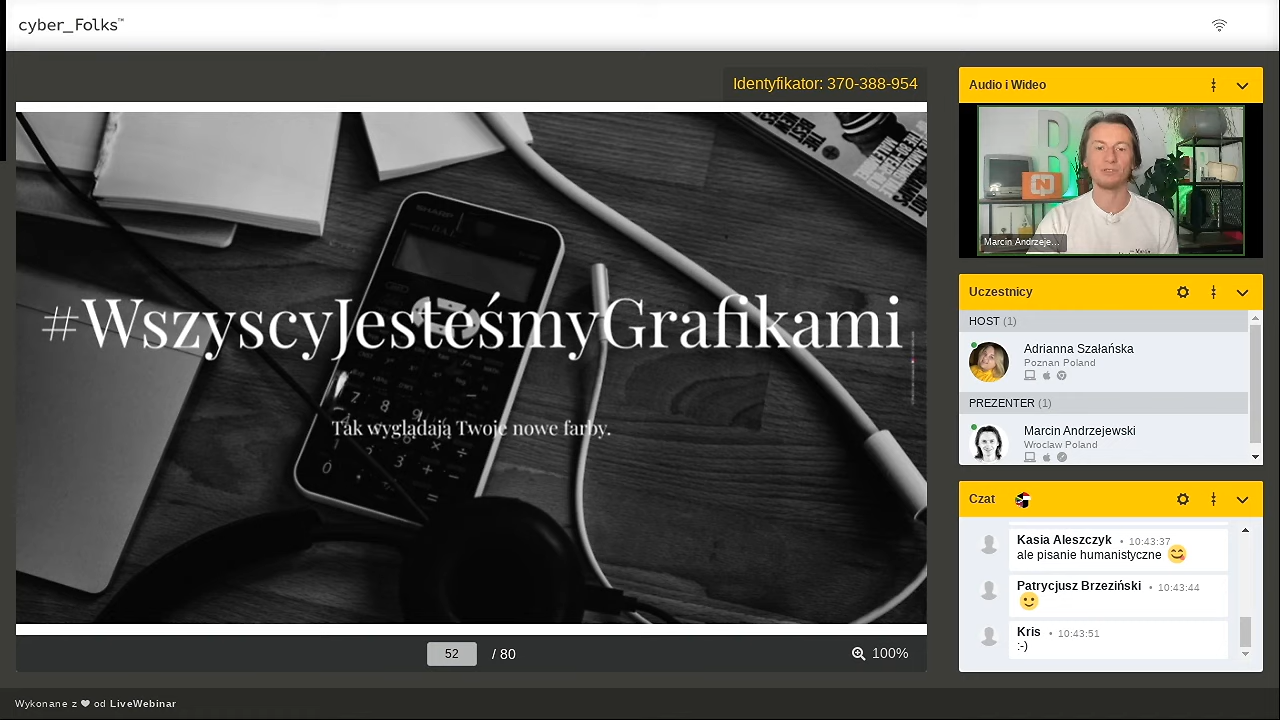 cyber_Folks™
Identyfikator: 370-388-954
#WszyscyJesteśmyGrafikami
Tak wyglądają Twoje nowe farby.
SHARP
52 / 80
100%
Audio i Wideo
Marcin Andrzeje...
Uczestnicy
HOST (1)
Adrianna Szałańska
Poznan Poland
PREZENTER (1)
Marcin Andrzejewski
Wroclaw Poland
Czat
Kasia Aleszczyk • 10:43:37
ale pisanie humanistyczne 😋
Patrycjusz Brzeziński • 10:43:44
🙂
Kris • 10:43:51
:-)
Wykonane z ❤ od LiveWebinar